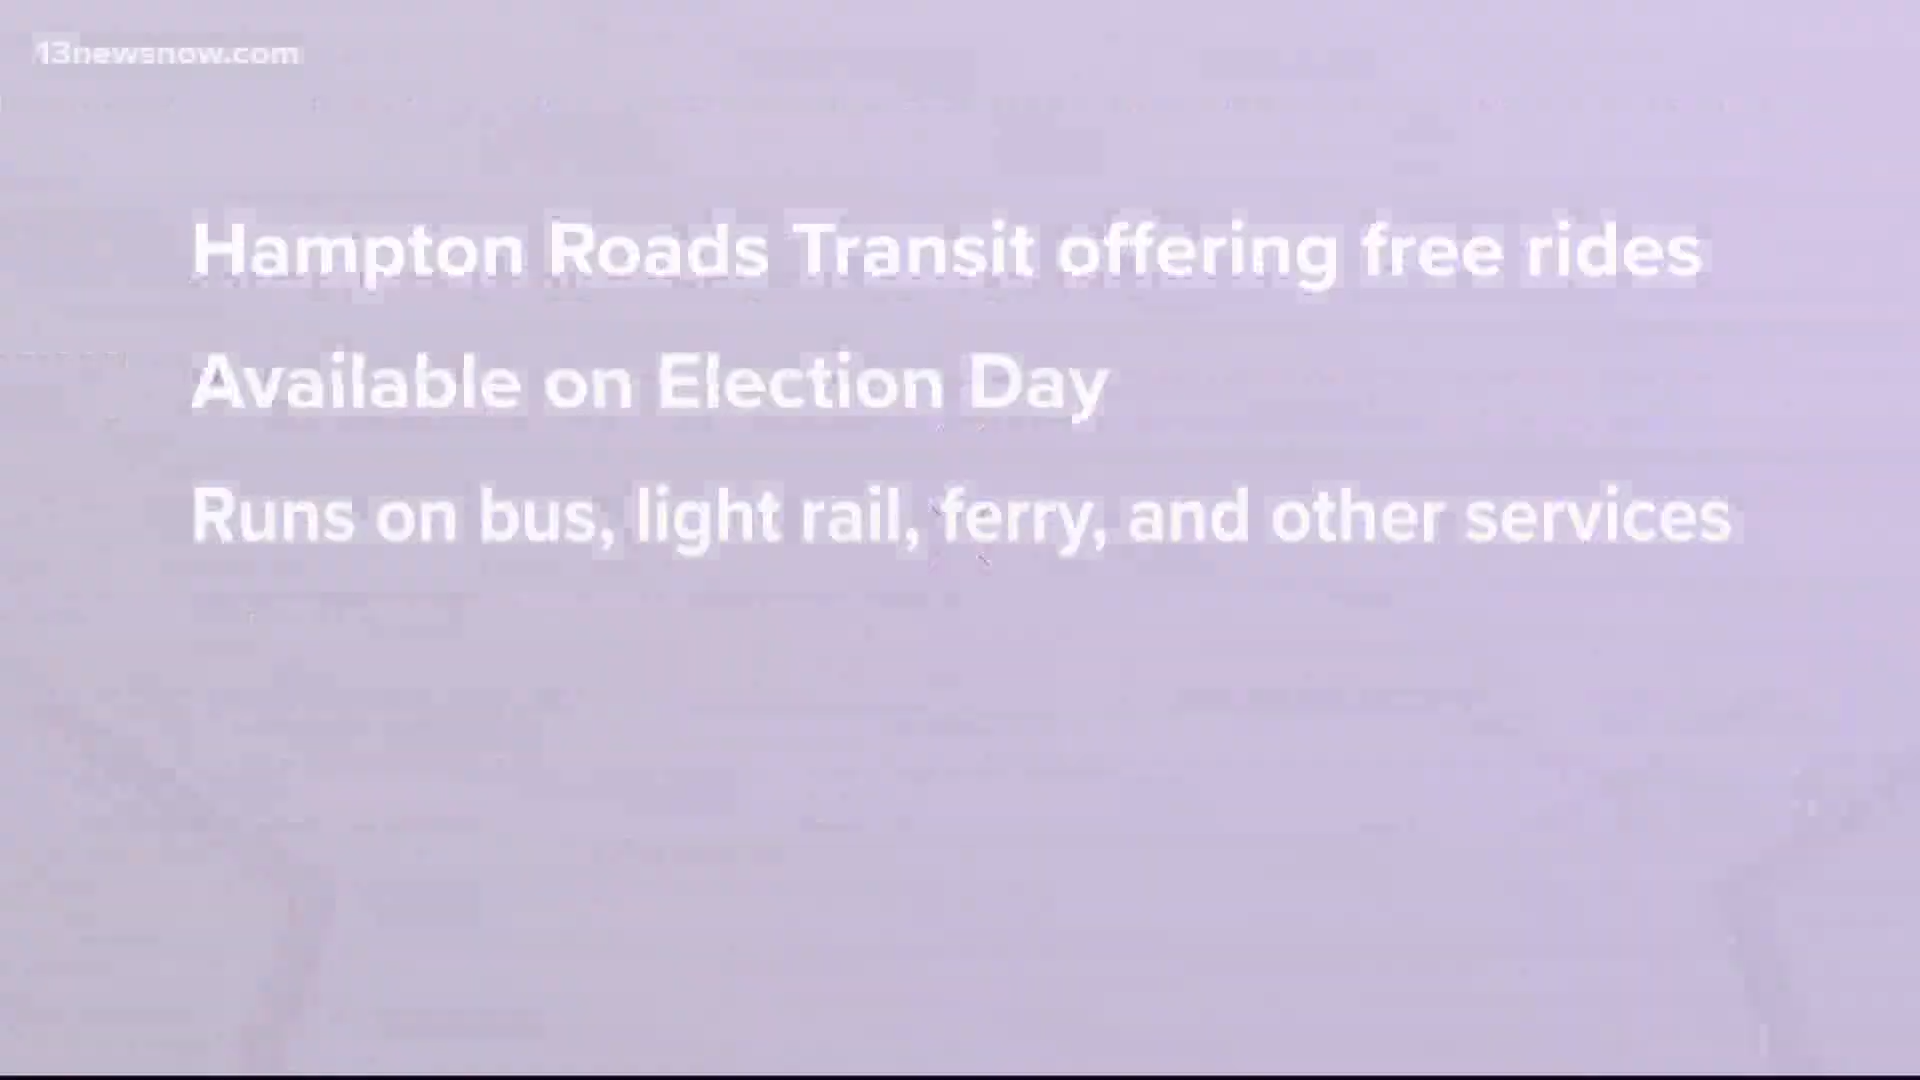 13newsnow.com
Hampton Roads Transit offering free rides
Available on Election Day
Runs on bus, light rail, ferry, and other services